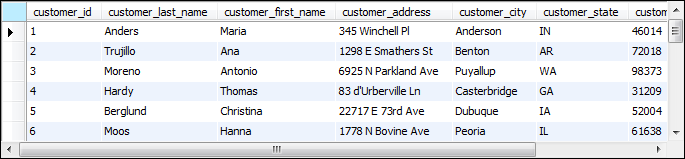 customer_id customer_last_name customer_first_name customer_address customer_city customer_state custom
1 Anders Maria 345 Winchell Pl Anderson IN 46014
2 Trujillo Ana 1298 E Smathers St Benton AR 72018
3 Moreno Antonio 6925 N Parkland Ave Puyallup WA 98373
4 Hardy Thomas 83 d'Urberville Ln Casterbridge GA 31209
5 Berglund Christina 22717 E 73rd Ave Dubuque IA 52004
6 Moos Hanna 1778 N Bovine Ave Peoria IL 61638